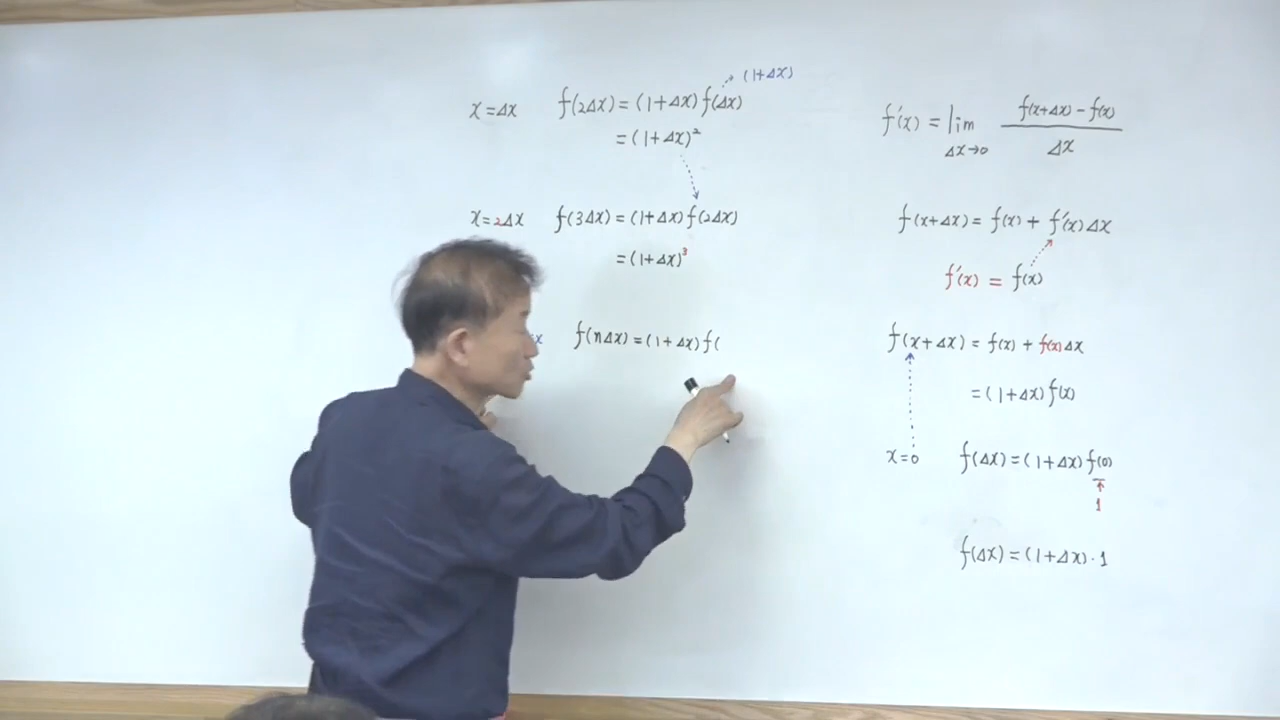 (1+Δx)
x=Δx f(2Δx)=(1+Δx)f(Δx)
=(1+Δx)²
x=2Δx f(3Δx)=(1+Δx)f(2Δx)
=(1+Δx)³
f(nΔx)=(1+Δx)f(
f'(x) = lim Δx→0 f(x+Δx)-f(x) / Δx
f(x+Δx)= f(x)+ f'(x)Δx
f'(x) = f(x)
f(x+Δx)= f(x)+ f(x)Δx
=(1+Δx)f(x)
x=0 f(Δx)=(1+Δx)f(0)
1
f(Δx)=(1+Δx)·1